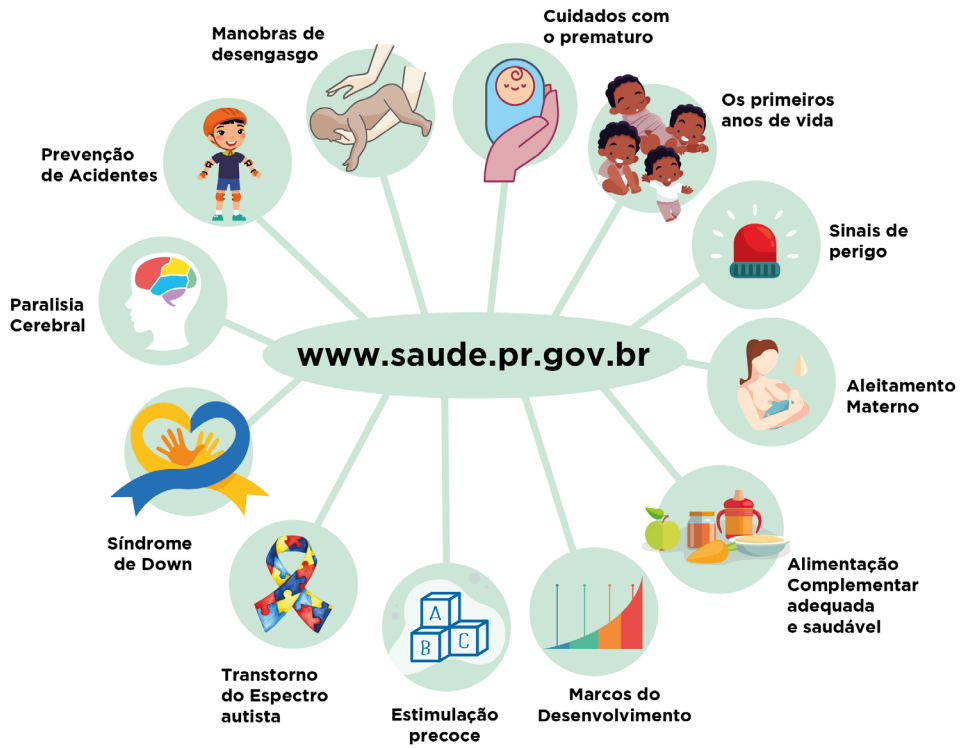 Manobras de
desengasgo
Cuidados com
o prematuro
Os primeiros
anos de vida
Prevenção
de Acidentes
Sinais de
perigo
Paralisia
Cerebral
www.saude.pr.gov.br
Aleitamento
Materno
Síndrome
de Down
Alimentação
Complementar
adequada
e saudável
Transtorno
do Espectro
autista
Estimulação
precoce
Marcos do
Desenvolvimento
A
B
C